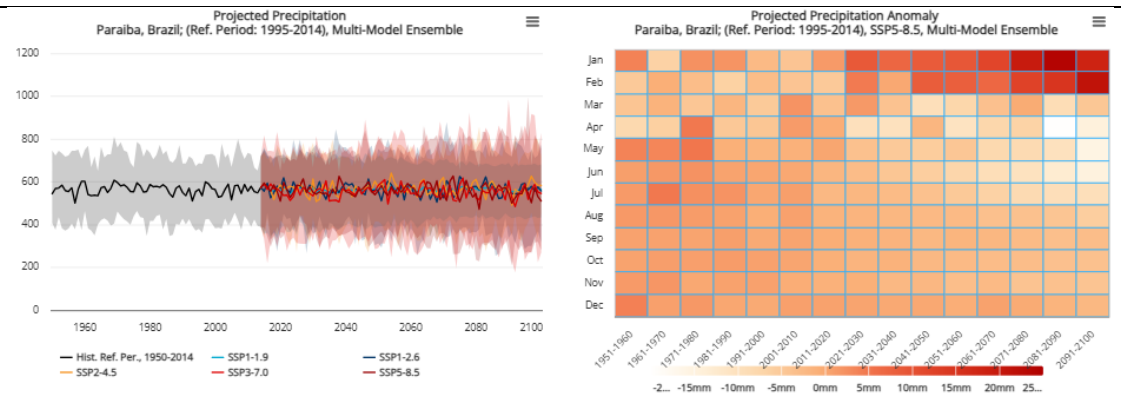 Projected Precipitation
Paraiba, Brazil; (Ref. Period: 1995-2014), Multi-Model Ensemble
1200
1000
800
600
400
200
0
1960 1980 2000 2020 2040 2060 2080 2100
Hist. Ref. Per., 1950-2014 SSP1-1.9 SSP1-2.6
SSP2-4.5 SSP3-7.0 SSP5-8.5
Projected Precipitation Anomaly
Paraiba, Brazil; (Ref. Period: 1995-2014), SSP5-8.5, Multi-Model Ensemble
Jan
Feb
Mar
Apr
May
Jun
Jul
Aug
Sep
Oct
Nov
Dec
1951-1960 1961-1970 1971-1980 1981-1990 1991-2000 2001-2010 2011-2020 2021-2030 2031-2040 2041-2050 2051-2060 2061-2070 2071-2080 2081-2090 2091-2100
-2... -15mm -10mm -5mm 0mm 5mm 10mm 15mm 20mm 25...